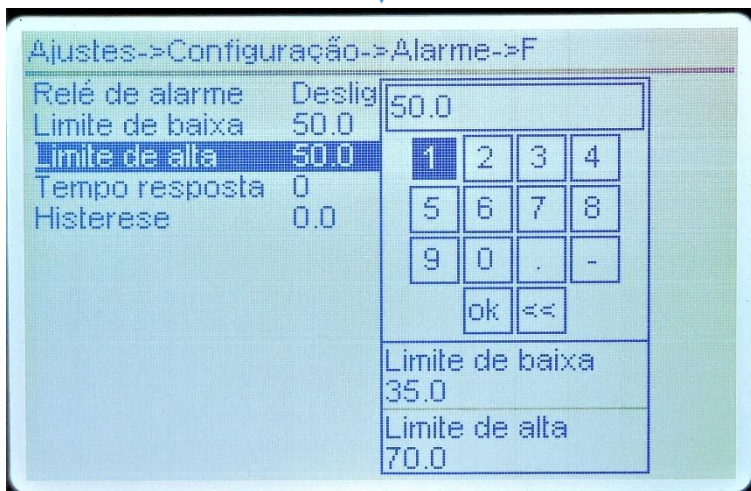 Ajustes->Configuração->Alarme->F
Relé de alarme Deslig
Limite de baixa 50.0
Limite de alta 50.0
Tempo resposta 0
Histerese 0.0
50.0
1 2 3 4
5 6 7 8
9 0 . -
ok <<
Limite de baixa
35.0
Limite de alta
70.0